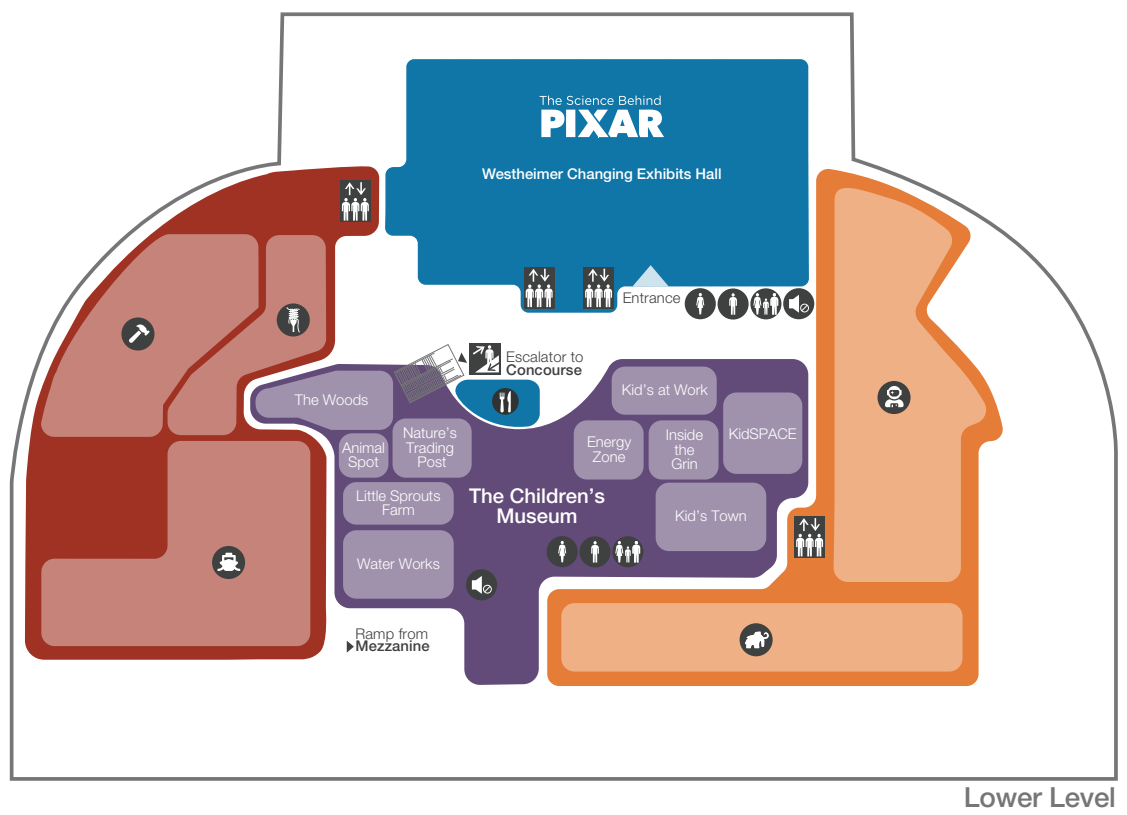 The Science Behind
PIXAR
Westheimer Changing Exhibits Hall
Entrance
Escalator to
Concourse
The Woods
Kid's at Work
Animal
Spot
Nature's
Trading
Post
Energy
Zone
Inside
the
Grin
KidSPACE
Little Sprouts
Farm
The Children's
Museum
Kid's Town
Water Works
Ramp from
Mezzanine
Lower Level